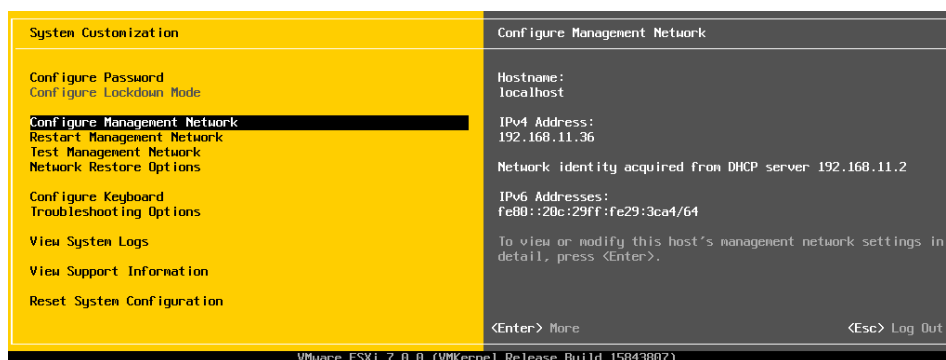 System Customization
Configure Password
Configure Lockdown Mode
Configure Management Network
Restart Management Network
Test Management Network
Network Restore Options
Configure Keyboard
Troubleshooting Options
View System Logs
View Support Information
Reset System Configuration
Configure Management Network
Hostname:
localhost
IPv4 Address:
192.168.11.36
Network identity acquired from DHCP server 192.168.11.2
IPv6 Addresses:
fe80::20c:29ff:fe29:3ca4/64
To view or modify this host's management network settings in
detail, press <Enter>.
<Enter> More
<Esc> Log Out
VMware ESXi 7.0.0 (VMKernel Release Build 15843807)